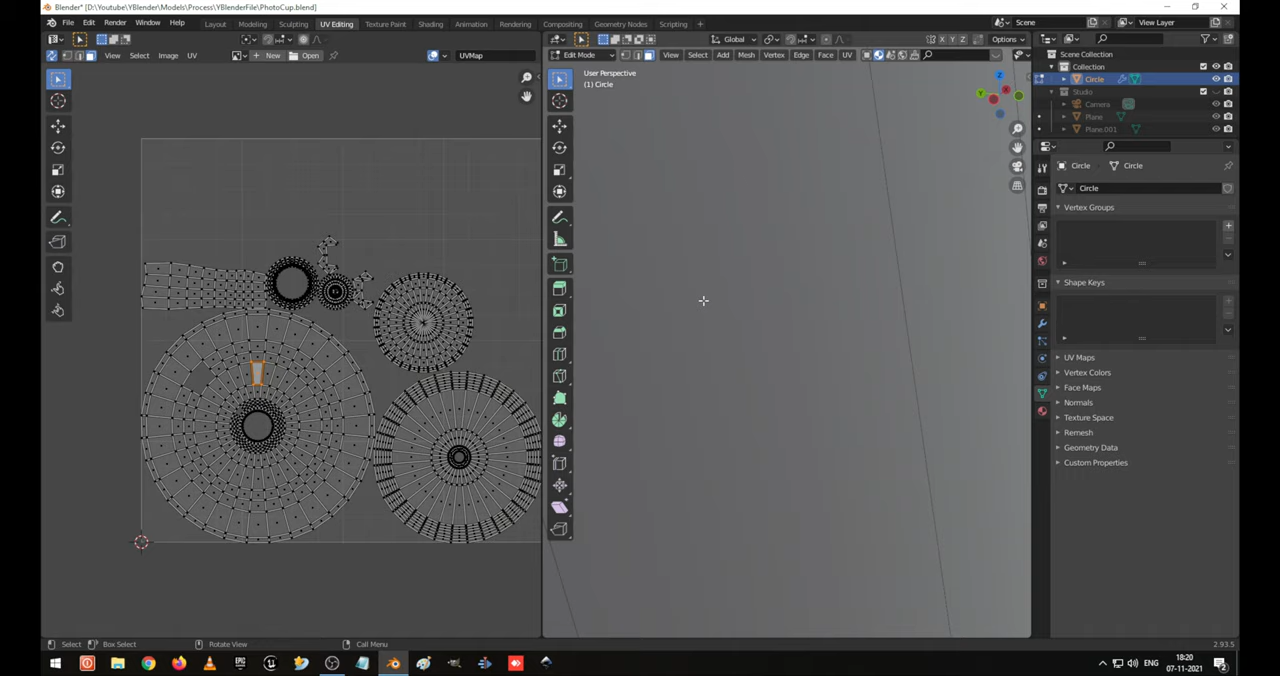 Blender* [D:\Youtube\YBlenderFile\Models\Process\YBlenderFile\PhotoCup.blend]
File Edit Render Window Help Layout Modeling Sculpting UV Editing Texture Paint Shading Animation Rendering Compositing Geometry Nodes Scripting + Scene View Layer
Global Options
View Select Image UV New Open UVMap Edit Mode View Select Add Mesh Vertex Edge Face UV
User Perspective
(1) Circle
Z
Y
X
Scene Collection
Collection
Circle
Studio
Camera
Plane
Plane.001
Circle Circle
Circle
Vertex Groups
Shape Keys
UV Maps
Vertex Colors
Face Maps
Normals
Texture Space
Remesh
Geometry Data
Custom Properties
Select Box Select Rotate View Call Menu 2.93.5
ENG 18:20
07-11-2021
2